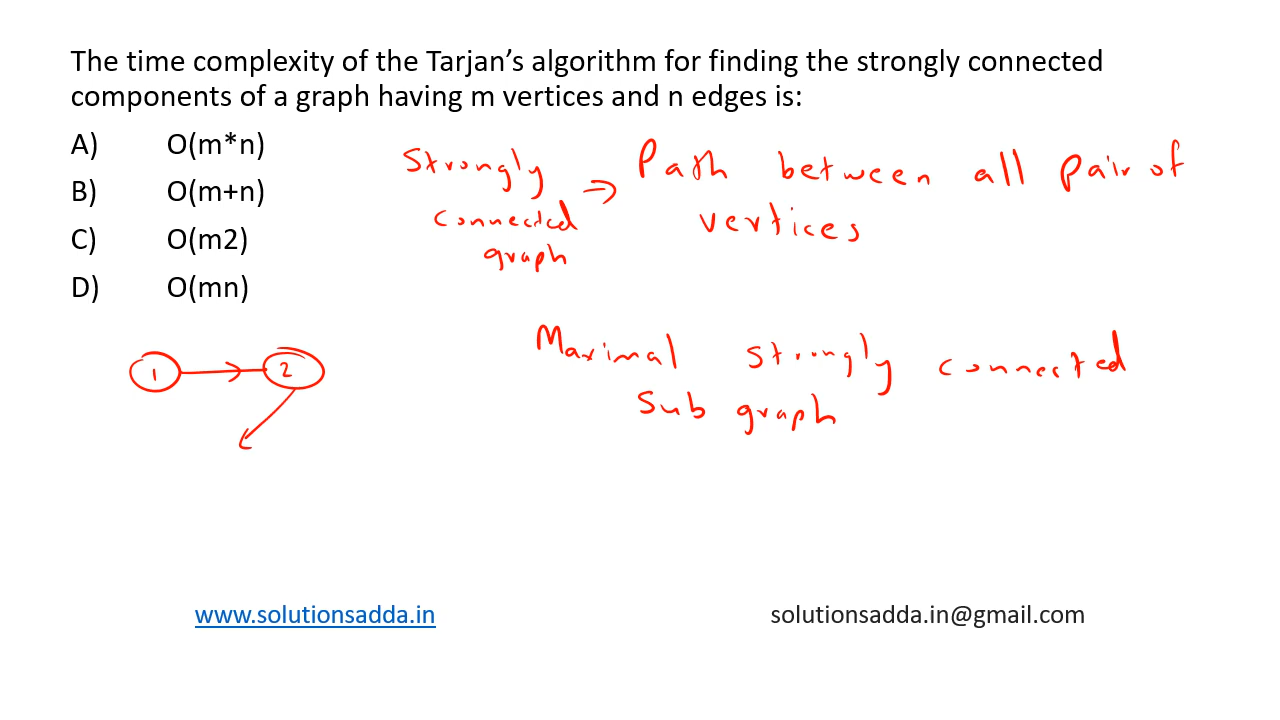 The time complexity of the Tarjan’s algorithm for finding the strongly connected
components of a graph having m vertices and n edges is:
A) O(m*n)
B) O(m+n)
C) O(m2)
D) O(mn)
Strongly
connected
graph
⇒ Path between all pair of
vertices
Maximal strongly connected
Sub graph
1 2
www.solutionsadda.in
solutionsadda.in@gmail.com